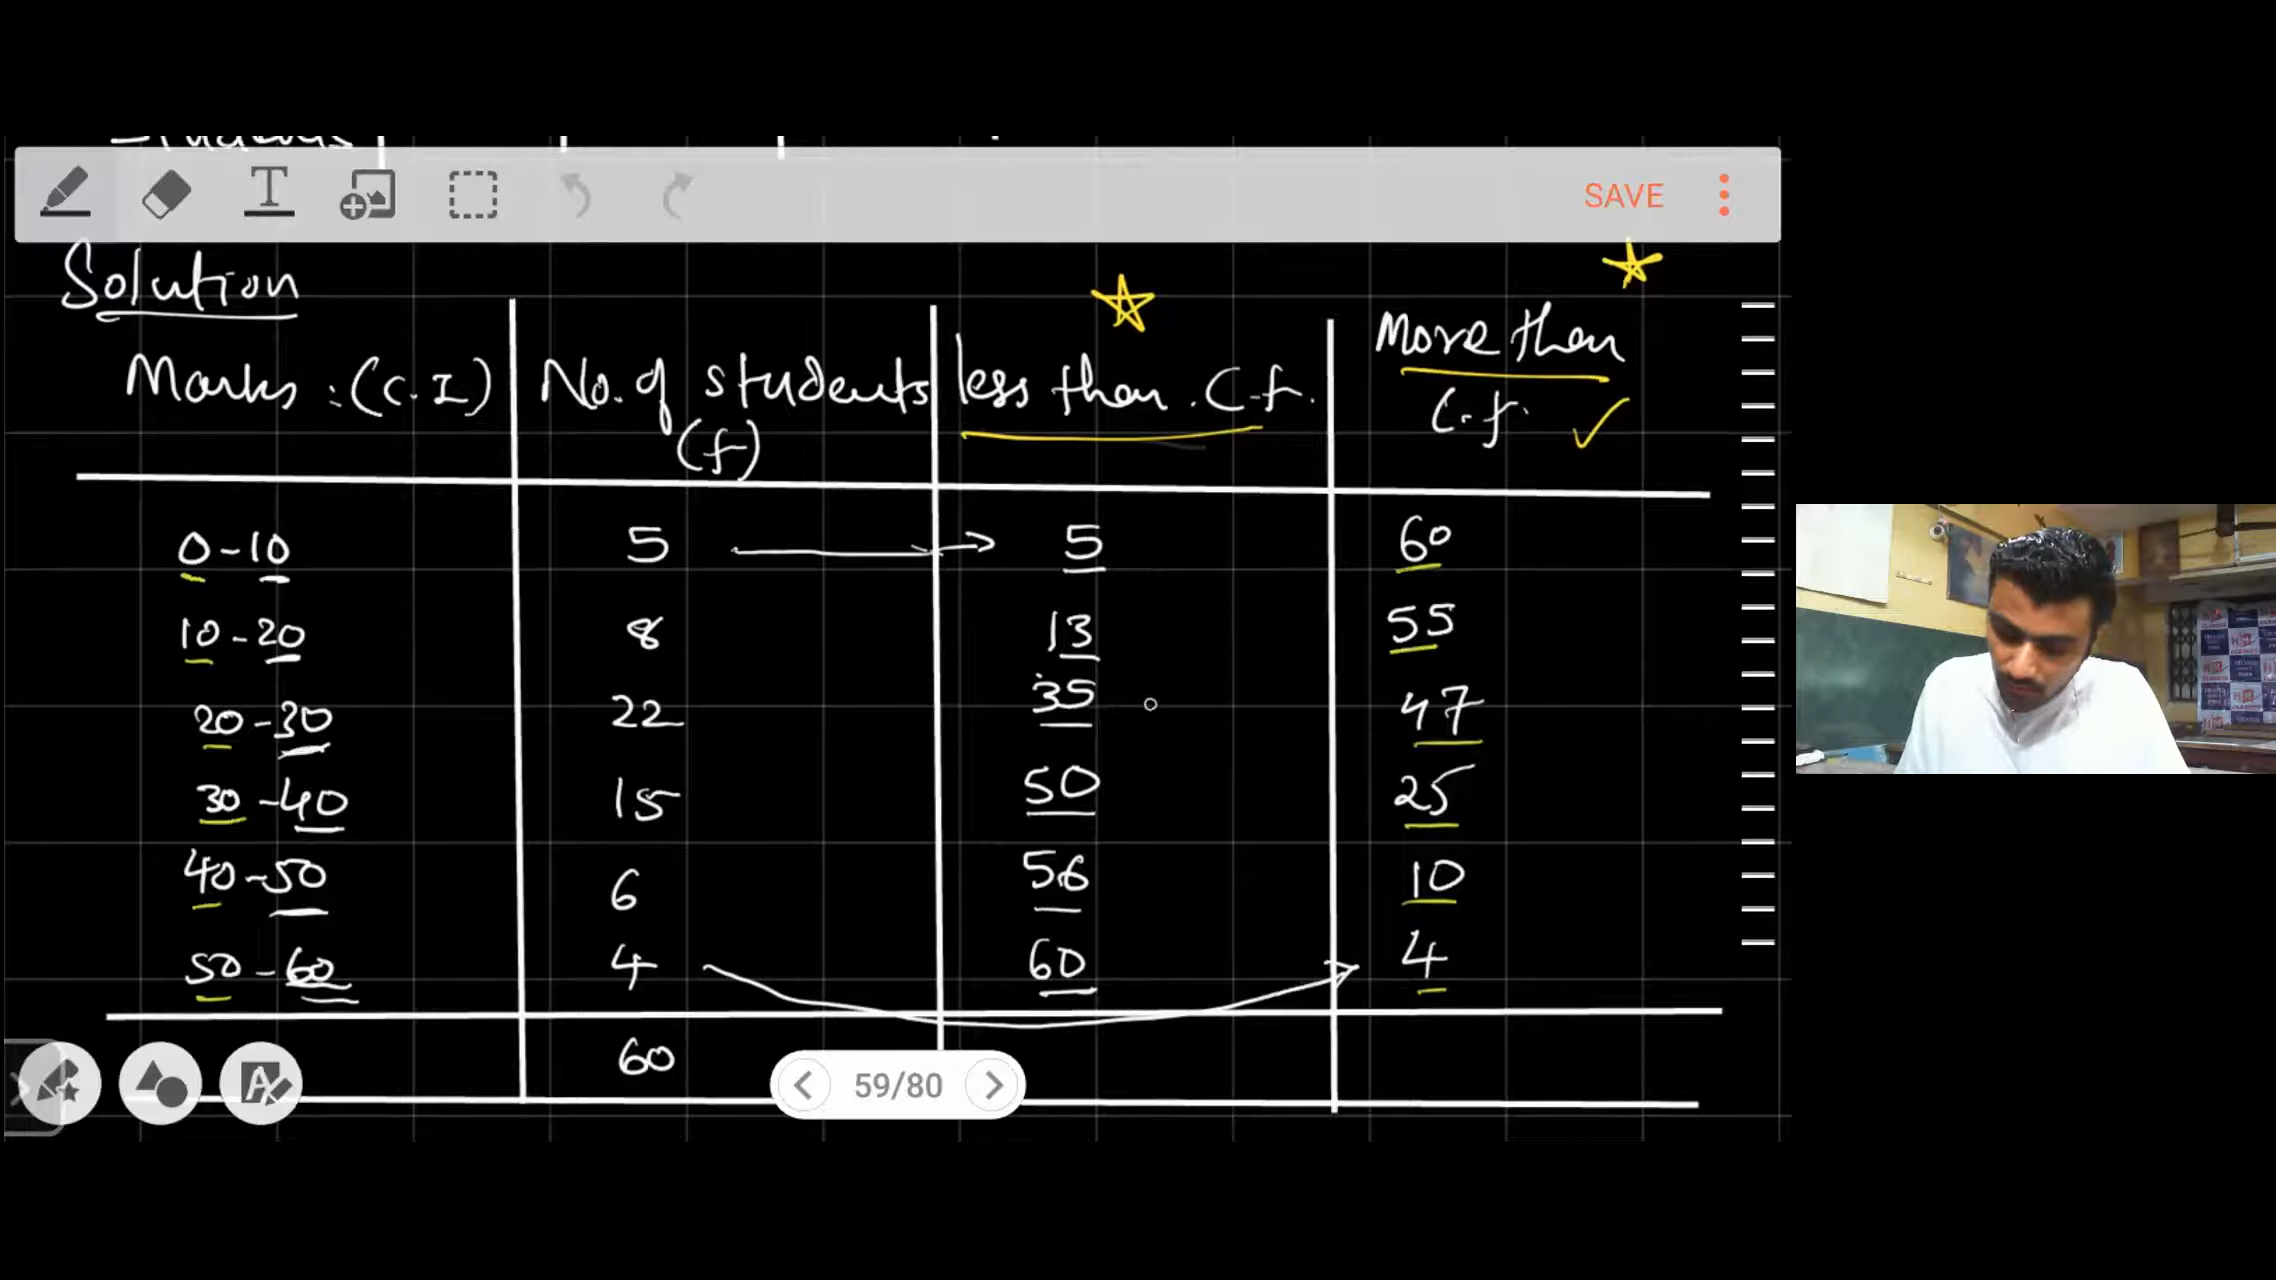 SAVE
Solution
Marks :(C.I) No. of students (f) less than . C.f. More than C.f.
0-10 5 5 60
10-20 8 13 55
20-30 22 35 47
30-40 15 50 25
40-50 6 56 10
50-60 4 60 4
60
59/80